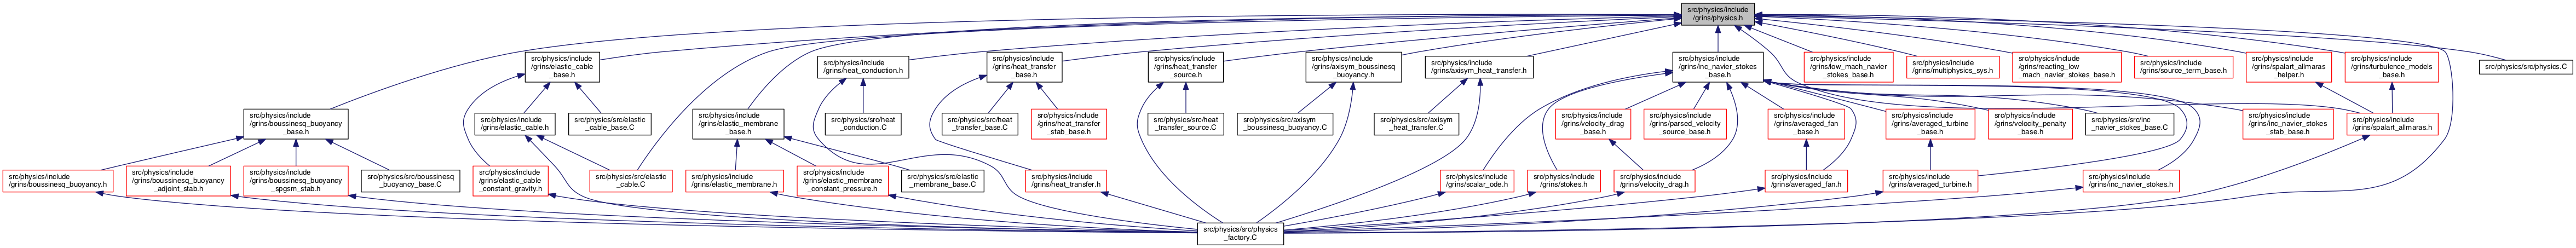 src/physics/include
/grins/physics.h
src/physics/include
/grins/elastic_cable
_base.h
src/physics/include
/grins/heat_conduction.h
src/physics/include
/grins/heat_transfer
_base.h
src/physics/include
/grins/heat_transfer
_source.h
src/physics/include
/grins/axisym_boussinesq
_buoyancy.h
src/physics/include
/grins/axisym_heat_transfer.h
src/physics/include
/grins/inc_navier_stokes
_base.h
src/physics/include
/grins/low_mach_navier
_stokes_base.h
src/physics/include
/grins/multiphysics_sys.h
src/physics/include
/grins/reacting_low
_mach_navier_stokes_base.h
src/physics/include
/grins/source_term_base.h
src/physics/include
/grins/spalart_allmaras
_helper.h
src/physics/include
/grins/turbulence_models
_base.h
src/physics/src/physics.C
src/physics/include
/grins/boussinesq_buoyancy
_base.h
src/physics/include
/grins/elastic_cable.h
src/physics/src/elastic
_cable_base.C
src/physics/include
/grins/elastic_membrane
_base.h
src/physics/src/heat
_conduction.C
src/physics/src/heat
_transfer_base.C
src/physics/include
/grins/heat_transfer
_stab_base.h
src/physics/src/heat
_transfer_source.C
src/physics/src/axisym
_boussinesq_buoyancy.C
src/physics/src/axisym
_heat_transfer.C
src/physics/include
/grins/velocity_drag
_base.h
src/physics/include
/grins/parsed_velocity
_source_base.h
src/physics/include
/grins/averaged_fan
_base.h
src/physics/include
/grins/averaged_turbine
_base.h
src/physics/include
/grins/velocity_penalty
_base.h
src/physics/src/inc
_navier_stokes_base.C
src/physics/include
/grins/inc_navier_stokes
_stab_base.h
src/physics/include
/grins/spalart_allmaras.h
src/physics/include
/grins/boussinesq_buoyancy.h
src/physics/include
/grins/boussinesq_buoyancy
_adjoint_stab.h
src/physics/include
/grins/boussinesq_buoyancy
_spgsm_stab.h
src/physics/src/boussinesq
_buoyancy_base.C
src/physics/include
/grins/elastic_cable
_constant_gravity.h
src/physics/src/elastic
_cable.C
src/physics/include
/grins/elastic_membrane.h
src/physics/include
/grins/elastic_membrane
_constant_pressure.h
src/physics/src/elastic
_membrane_base.C
src/physics/include
/grins/heat_transfer.h
src/physics/include
/grins/scalar_ode.h
src/physics/include
/grins/stokes.h
src/physics/include
/grins/velocity_drag.h
src/physics/include
/grins/averaged_fan.h
src/physics/include
/grins/averaged_turbine.h
src/physics/include
/grins/inc_navier_stokes.h
src/physics/src/physics
_factory.C